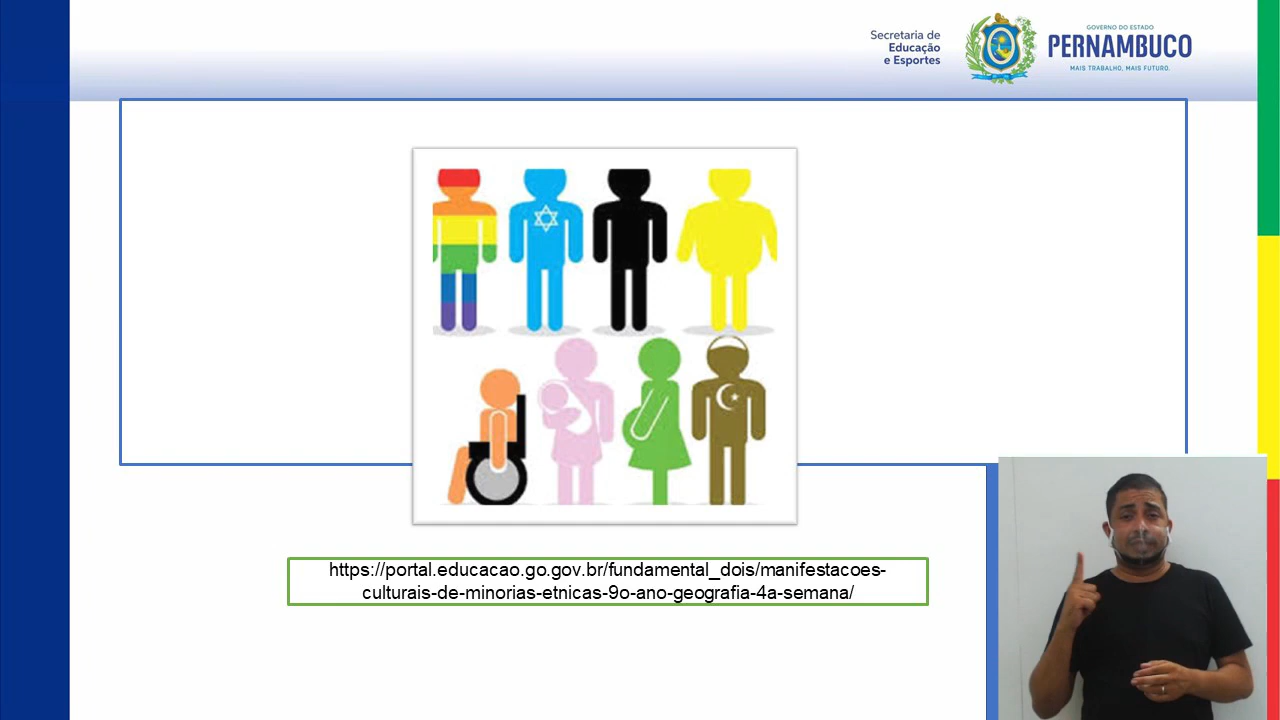 Secretaria de
Educação
e Esportes
GOVERNO DO ESTADO
PERNAMBUCO
MAIS TRABALHO, MAIS FUTURO.
https://portal.educacao.go.gov.br/fundamental_dois/manifestacoes-
culturais-de-minorias-etnicas-9o-ano-geografia-4a-semana/